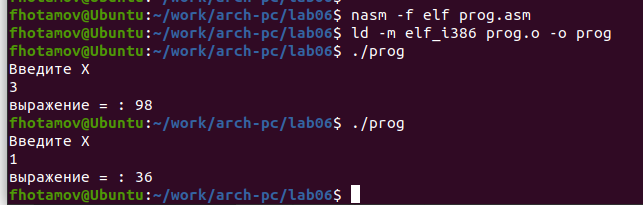 fhotamov@Ubuntu:~/work/arch-pc/lab06$ nasm -f elf prog.asm
fhotamov@Ubuntu:~/work/arch-pc/lab06$ ld -m elf_i386 prog.o -o prog
fhotamov@Ubuntu:~/work/arch-pc/lab06$ ./prog
Введите X
3
выражение = : 98
fhotamov@Ubuntu:~/work/arch-pc/lab06$ ./prog
Введите X
1
выражение = : 36
fhotamov@Ubuntu:~/work/arch-pc/lab06$